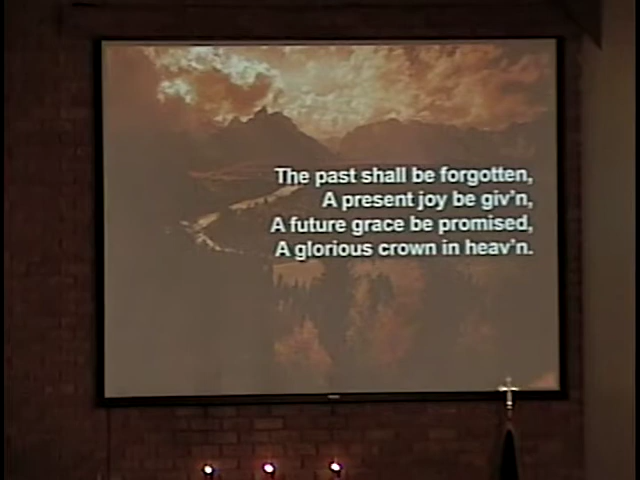 The past shall be forgotten,
A present joy be giv'n,
A future grace be promised,
A glorious crown in heav'n.